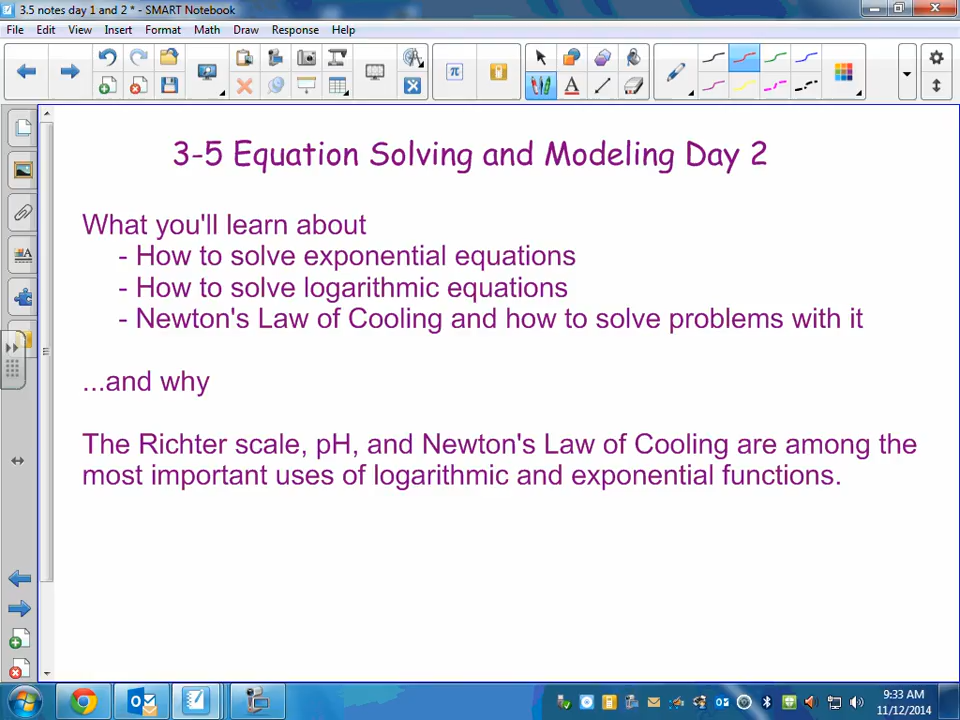 3.5 notes day 1 and 2 * - SMART Notebook
File Edit View Insert Format Math Draw Response Help
3-5 Equation Solving and Modeling Day 2
What you'll learn about
- How to solve exponential equations
- How to solve logarithmic equations
- Newton's Law of Cooling and how to solve problems with it
...and why
The Richter scale, pH, and Newton's Law of Cooling are among the
most important uses of logarithmic and exponential functions.
9:33 AM
11/12/2014